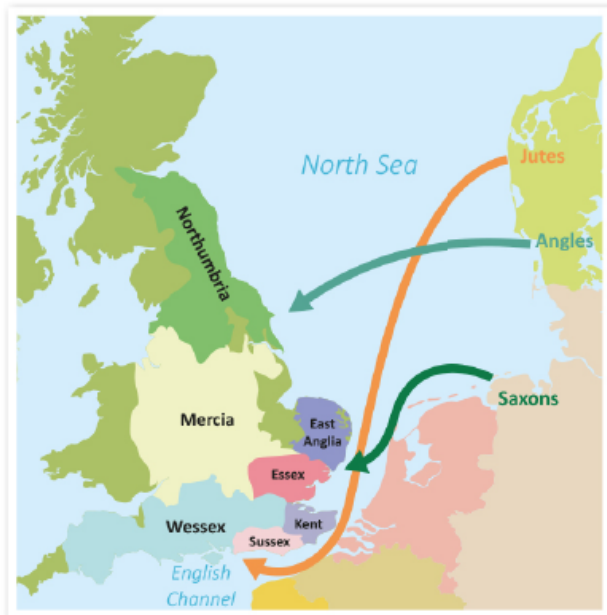 North Sea
Jutes
Angles
Northumbria
Saxons
Mercia
East
Anglia
Essex
Wessex
Kent
Sussex
English
Channel